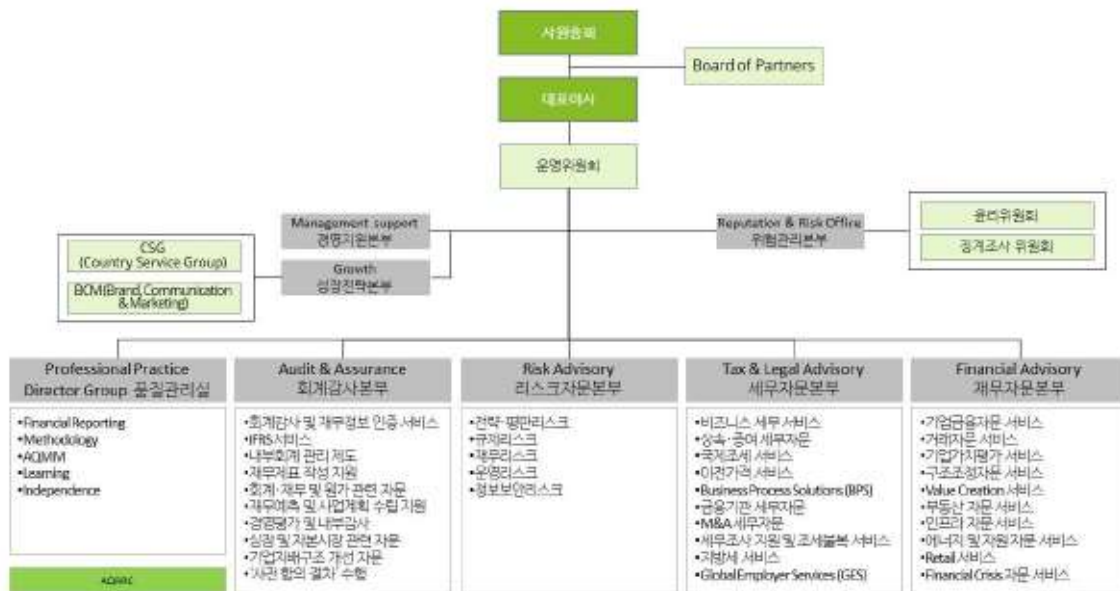 사원총회
Board of Partners
대표이사
운영위원회
Management support
경영지원본부
Reputation & Risk Office
위험관리본부
윤리위원회
징계조사 위원회
CSG
(Country Service Group)
BCM(Brand, Communication
& Marketing)
Growth
성장전략본부
Professional Practice
Director Group 품질관리실
•Financial Reporting
•Methodology
•AQMM
•Learning
•Independence
Audit & Assurance
회계감사본부
•회계감사 및 재무정보 인증 서비스
•IFRS 서비스
•내부회계 관리 제도
•재무제표 작성 지원
•회계·재무 및 원가 관련 자문
•재무예측 및 사업계획 수립 지원
•경영평가 및 내부감사
•상장 및 자본시장 관련 자문
•기업지배구조 개선 자문
•‘사전 합의 절차’ 수행
Risk Advisory
리스크자문본부
•전략·평판리스크
•규제리스크
•재무리스크
•운영리스크
•정보보안리스크
Tax & Legal Advisory
세무자문본부
•비즈니스 세무 서비스
•상속·증여 세무자문
•국제조세 서비스
•이전가격 서비스
•Business Process Solutions (BPS)
•금융기관 세무자문
•M&A 세무자문
•세무조사 지원 및 조세불복 서비스
•지방세 서비스
•Global Employer Services (GES)
Financial Advisory
재무자문본부
•기업금융자문 서비스
•거래자문 서비스
•기업가치평가 서비스
•구조조정자문 서비스
•Value Creation 서비스
•부동산 자문 서비스
•인프라 자문 서비스
•에너지 및 자원 자문 서비스
•Retail 서비스
•Financial Crisis 자문 서비스